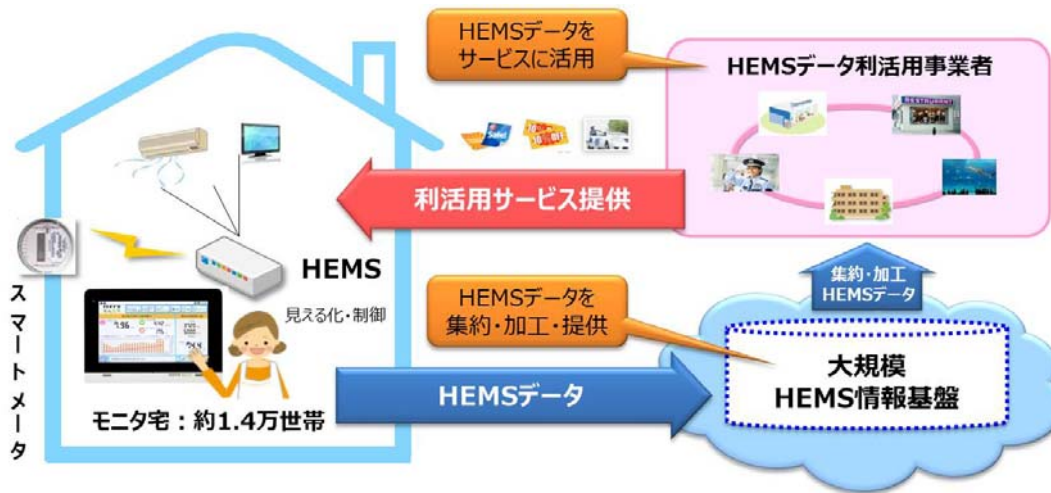 HEMSデータを
サービスに活用
HEMSデータ利活用事業者
RESTAURANT
利活用サービス提供
スマートメータ
HEMS
見える化・制御
モニタ宅：約1.4万世帯
HEMSデータを
集約・加工・提供
集約・加工
HEMSデータ
HEMSデータ
大規模
HEMS情報基盤